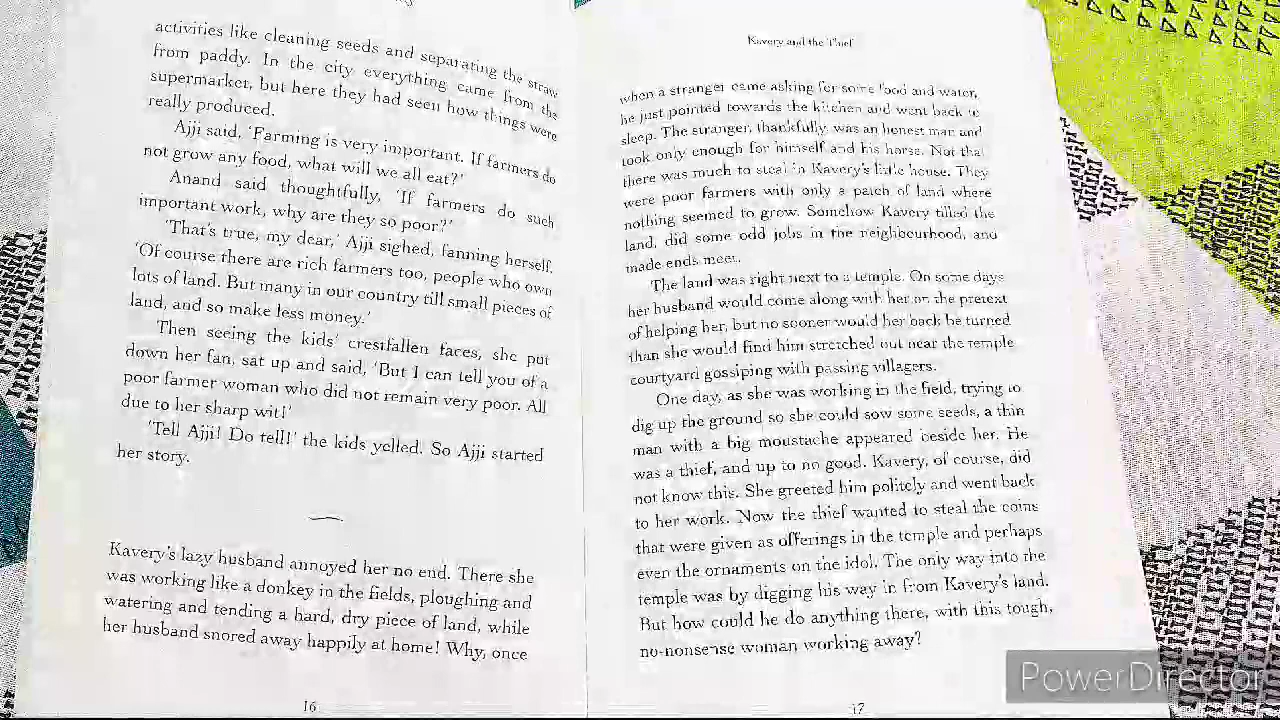 activities like cleaning seeds and separating the straw
from paddy. In the city, everything came from the
supermarket, but here they had seen how things were
really produced.
Ajji said, 'Farming is very important. If farmers do
not grow any food, what will we all eat?'
Anand said thoughtfully, 'If farmers do such
important work, why are they so poor?'
'That's true, my dear,' Ajji sighed, fanning herself.
'Of course there are rich farmers too, people who own
lots of land. But many in our country till small pieces of
land, and so make less money.'
Then seeing the kids' crestfallen faces, she put
down her fan, sat up and said, 'But I can tell you of a
poor farmer woman who did not remain very poor. All
due to her sharp wit!'
'Tell Ajji! Do tell!' the kids yelled. So Ajji started
her story.
Kavery's lazy husband annoyed her no end. There she
was working like a donkey in the fields, ploughing and
watering and tending a hard, dry piece of land, while
her husband snored away happily at home! Why, once
16
Kavery and the Thief
when a stranger came asking for some food and water,
he just pointed towards the kitchen and went back to
sleep. The stranger, thankfully, was an honest man and
took only enough for himself and his horse. Not that
there was much to steal in Kavery's little house. They
were poor farmers with only a patch of land where
nothing seemed to grow. Somehow Kavery tilled the
land, did some odd jobs in the neighbourhood, and
made ends meet.
The land was right next to a temple. On some days
her husband would come along with her on the pretext
of helping her, but no sooner would her back be turned
than she would find him stretched out near the temple
courtyard gossiping with passing villagers.
One day, as she was working in the field, trying to
dig up the ground so she could sow some seeds, a thin
man with a big moustache appeared beside her. He
was a thief, and up to no good. Kavery, of course, did
not know this. She greeted him politely and went back
to her work. Now the thief wanted to steal the coins
that were given as offerings in the temple and perhaps
even the ornaments on the idol. The only way into the
temple was by digging his way in from Kavery's land.
But how could he do anything there, with this tough,
no-nonsense woman working away?
17
PowerDirector